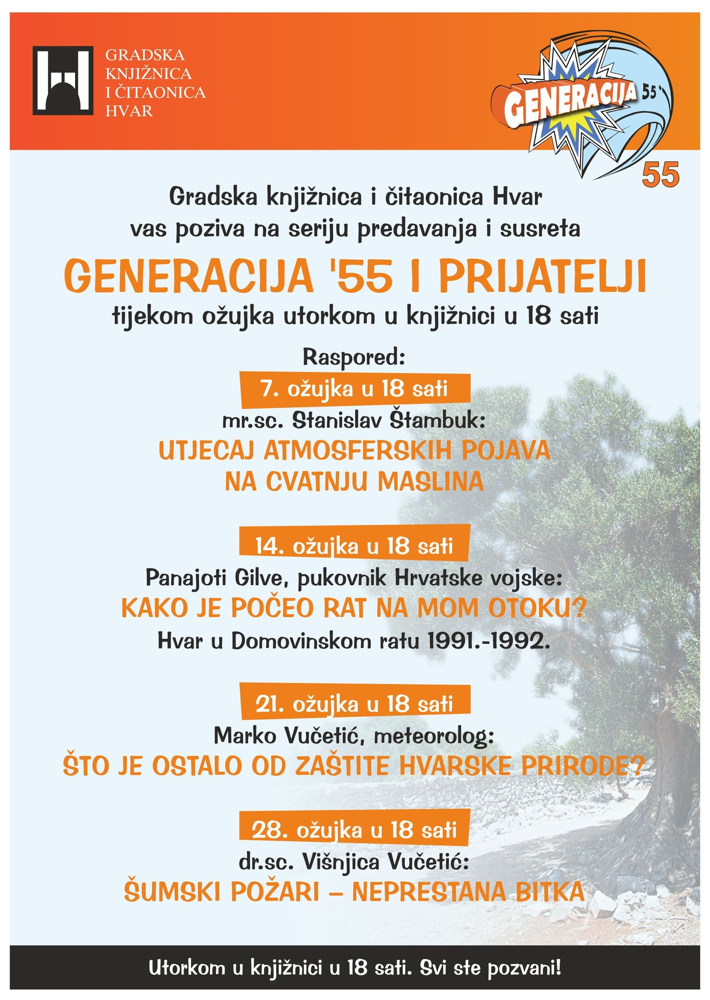 GRADSKA
KNJIŽNICA
I ČITAONICA
HVAR
GENERACIJA 55'
55
Gradska knjižnica i čitaonica Hvar
vas poziva na seriju predavanja i susreta
GENERACIJA '55 I PRIJATELJI
tijekom ožujka utorkom u knjižnici u 18 sati
Raspored:
7. ožujka u 18 sati
mr.sc. Stanislav Štambuk:
UTJECAJ ATMOSFERSKIH POJAVA
NA CVATNJU MASLINA
14. ožujka u 18 sati
Panajoti Gilve, pukovnik Hrvatske vojske:
KAKO JE POČEO RAT NA MOM OTOKU?
Hvar u Domovinskom ratu 1991.-1992.
21. ožujka u 18 sati
Marko Vučetić, meteorolog:
ŠTO JE OSTALO OD ZAŠTITE HVARSKE PRIRODE?
28. ožujka u 18 sati
dr.sc. Višnjica Vučetić:
ŠUMSKI POŽARI – NEPRESTANA BITKA
Utorkom u knjižnici u 18 sati. Svi ste pozvani!